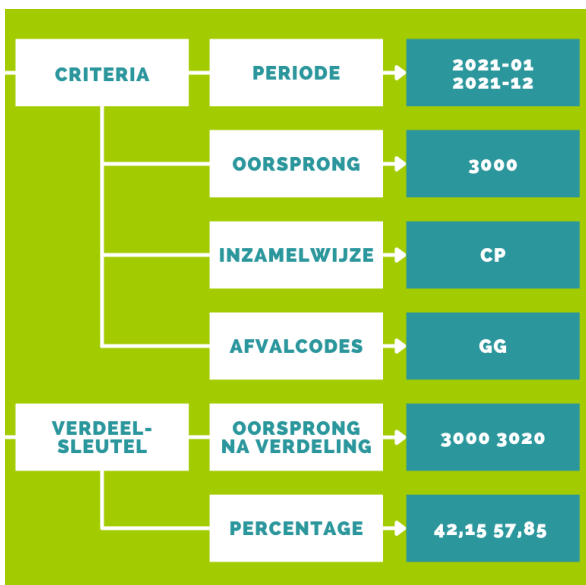 CRITERIA
PERIODE
2021-01
2021-12
OORSPRONG
3000
INZAMELWIJZE
CP
AFVALCODES
GG
VERDEEL-
SLEUTEL
OORSPRONG
NA VERDELING
3000 3020
PERCENTAGE
42,15 57,85